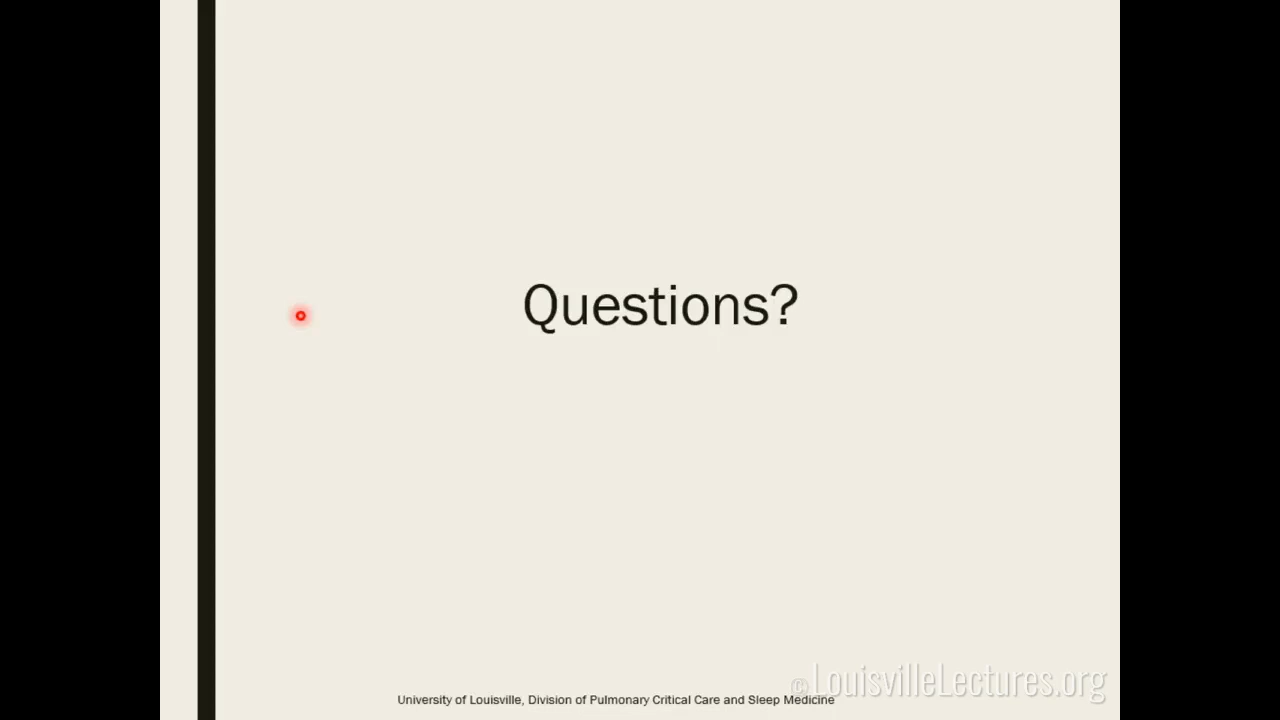 Questions?
©LouisvilleLectures.org
University of Louisville, Division of Pulmonary Critical Care and Sleep Medicine